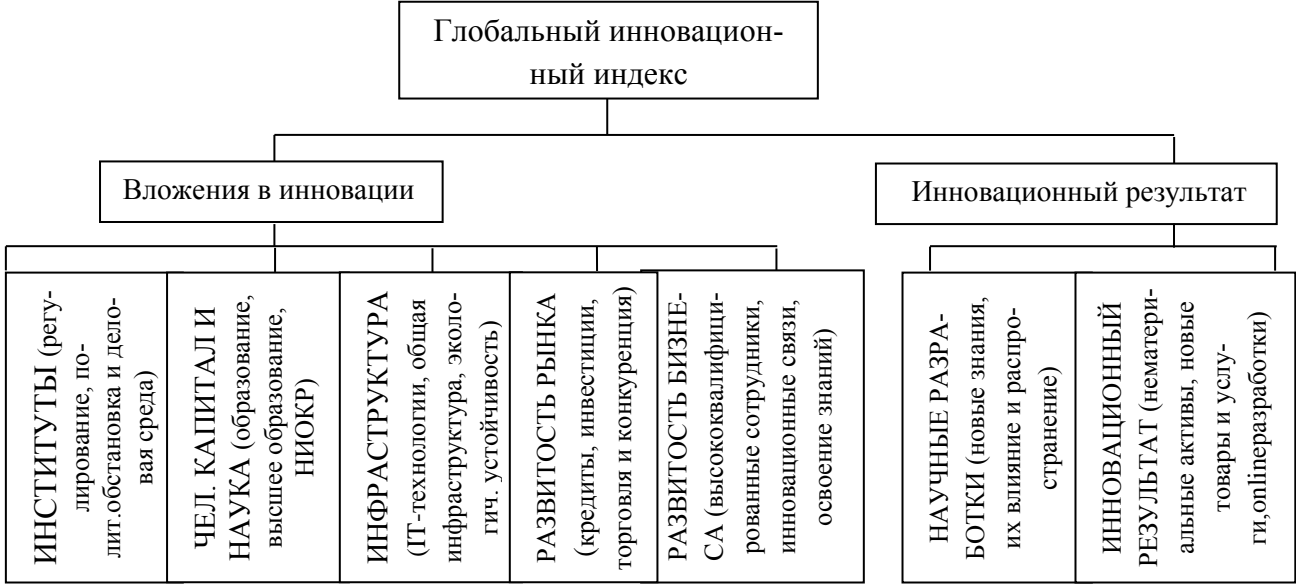 Глобальный инновацион-
ный индекс
Вложения в инновации
Инновационный результат
ИНСТИТУТЫ (регу-
лирование, по-
лит.обстановка и дело-
вая среда)
ЧЕЛ. КАПИТАЛ И
НАУКА (образование,
высшее образование,
НИОКР)
ИНФРАСТРУКТУРА
(IT-технологии, общая
инфраструктура, эколо-
гич. устойчивость)
РАЗВИТОСТЬ РЫНКА
(кредиты, инвестиции,
торговля и конкуренция)
РАЗВИТОСТЬ БИЗНЕ-
СА (высококвалифици-
рованные сотрудники,
инновационные связи,
освоение знаний)
НАУЧНЫЕ РАЗРА-
БОТКИ (новые знания,
их влияние и распро-
странение)
ИННОВАЦИОННЫЙ
РЕЗУЛЬТАТ (нематери-
альные активы, новые
товары и услу-
ги,onlineразработки)